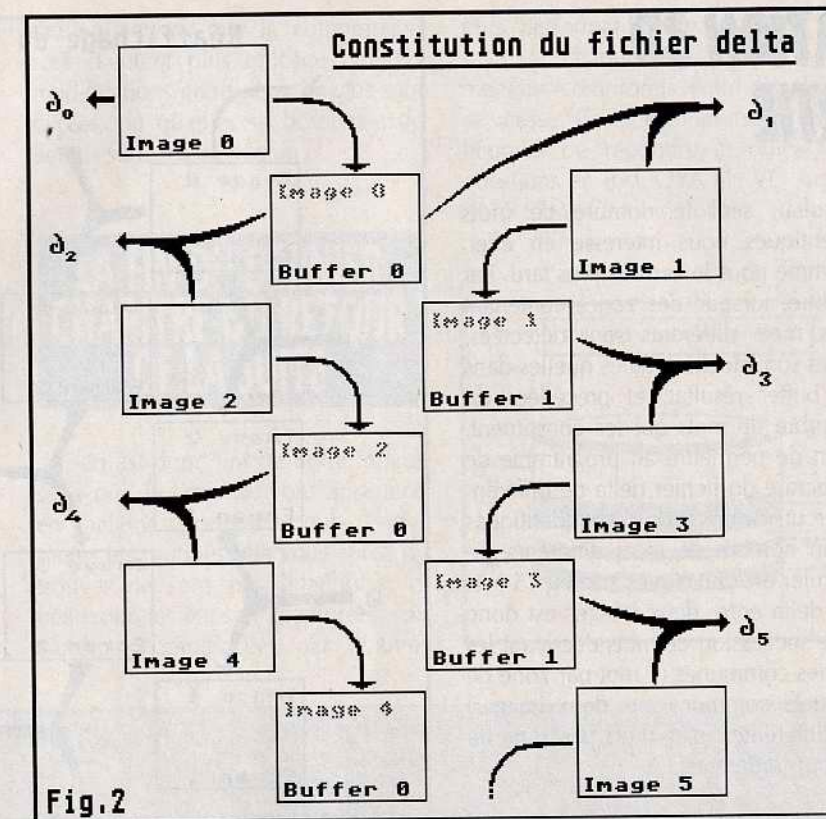 Constitution du fichier delta
∂0
Image 0
∂1
Image 0
Buffer 0
Image 1
∂2
Image 2
Image 1
Buffer 1
∂3
Image 2
Buffer 0
Image 3
∂4
Image 4
Image 3
Buffer 1
∂5
Image 4
Buffer 0
Image 5
Fig.2